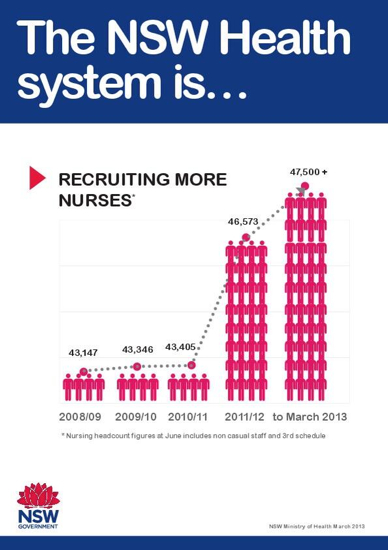 The NSW Health
system is...
RECRUITING MORE
NURSES*
43,147
43,346
43,405
46,573
47,500 +
2008/09 2009/10 2010/11 2011/12 to March 2013
* Nursing headcount figures at June includes non casual staff and 3rd schedule
NSW
GOVERNMENT
NSW Ministry of Health March 2013